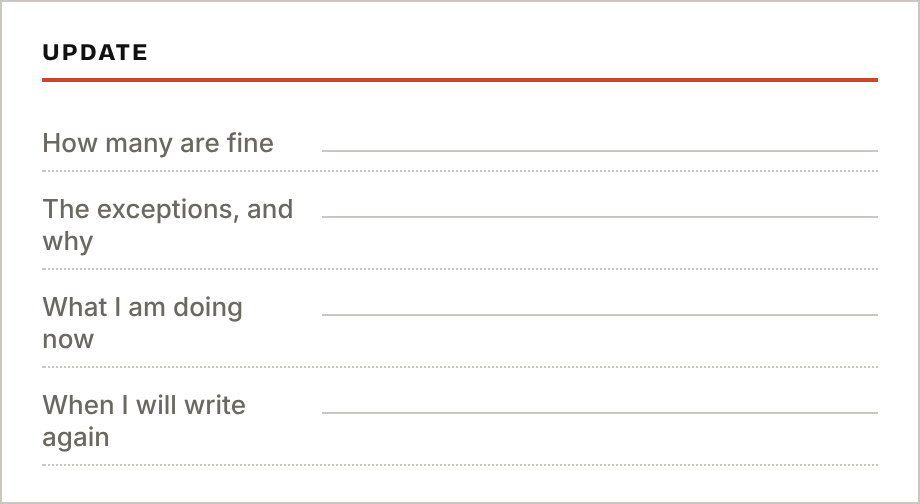 UPDATE
How many are fine
The exceptions, and
why
What I am doing
now
When I will write
again